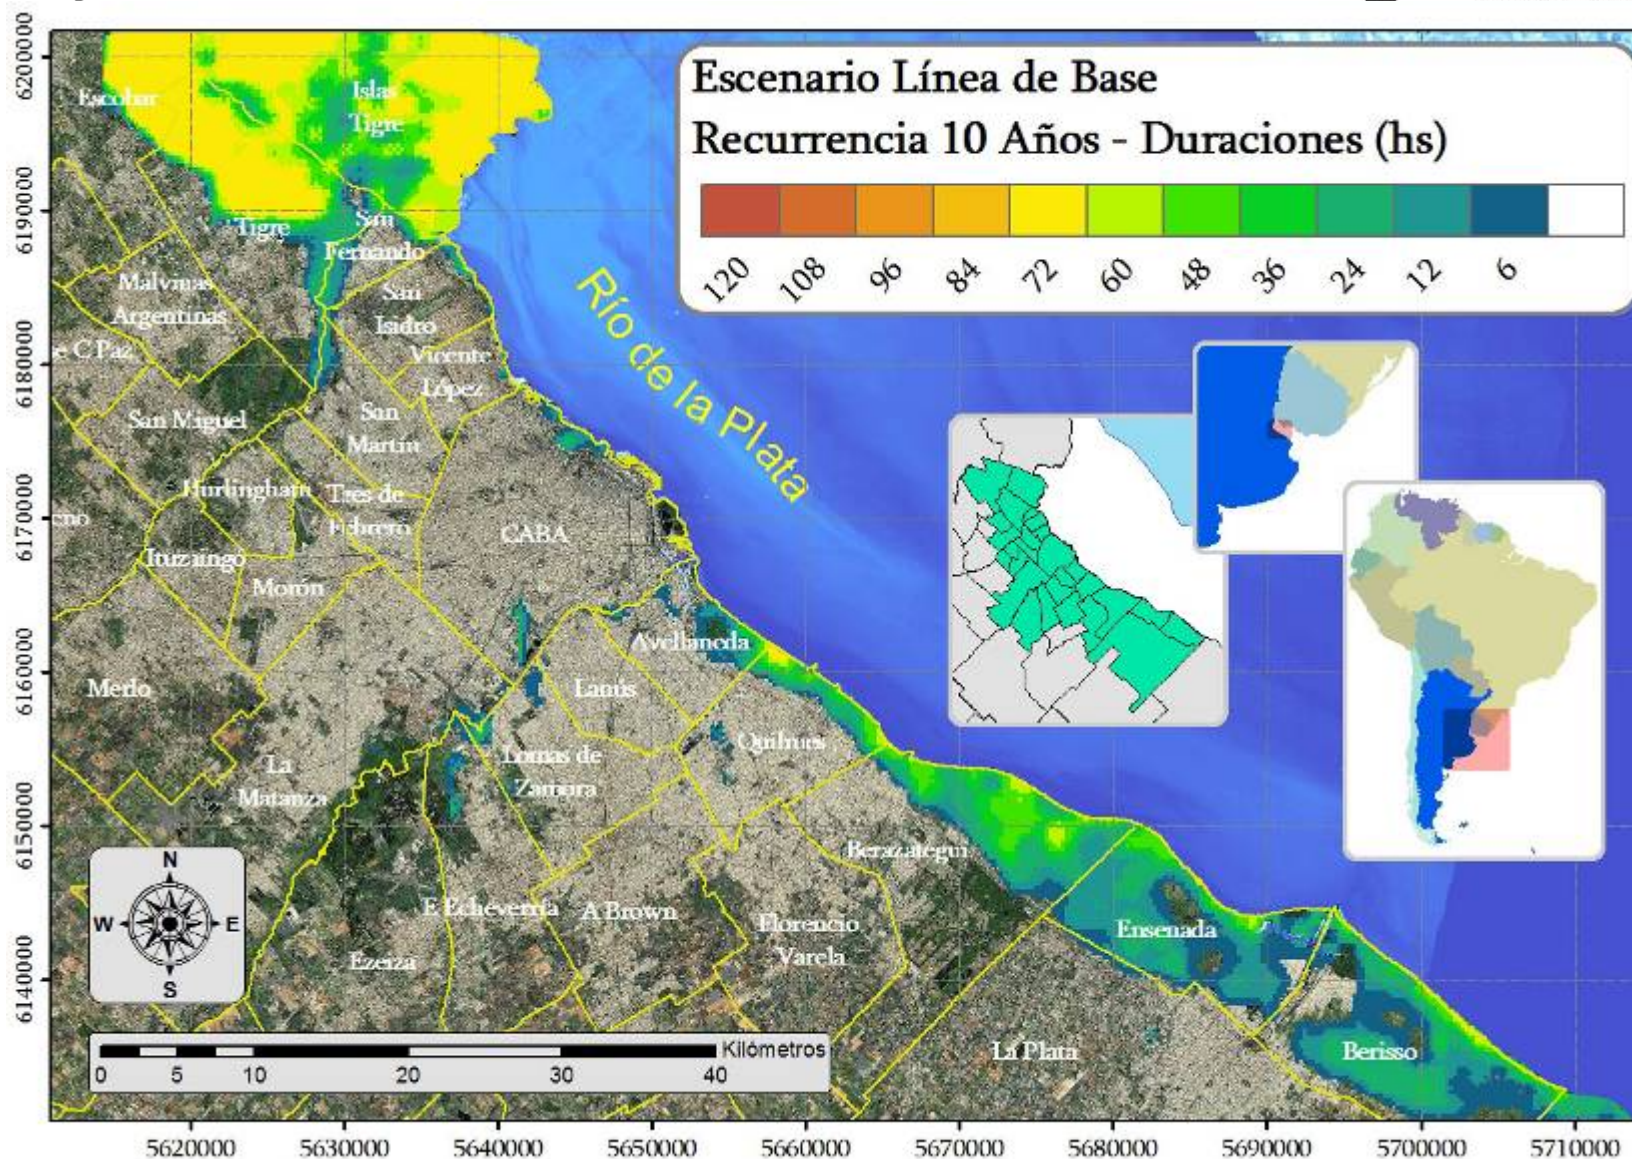 Escenario Línea de Base
Recurrencia 10 Años - Duraciones (hs)
120
108
96
84
72
60
48
36
24
12
6
6200000
6190000
6180000
6170000
6160000
6150000
6140000
Escobar
Islas
Tigre
Tigre
San
Fernando
Malvinas
Argentinas
San
Isidro
e C Paz
Vicente
López
San Miguel
San
Martin
Río de la Plata
Hurlingham
Tres de
Febrero
eno
CABA
Ituzaingó
Morón
Avellaneda
Merlo
Lanús
Quilmes
La
Matanza
Lomas de
Zamora
Berazategui
E Echeverría
A Brown
Florencio
Varela
Ensenada
Ezeiza
La Plata
Berisso
N
W
E
S
Kilómetros
0
5
10
20
30
40
5620000
5630000
5640000
5650000
5660000
5670000
5680000
5690000
5700000
5710000